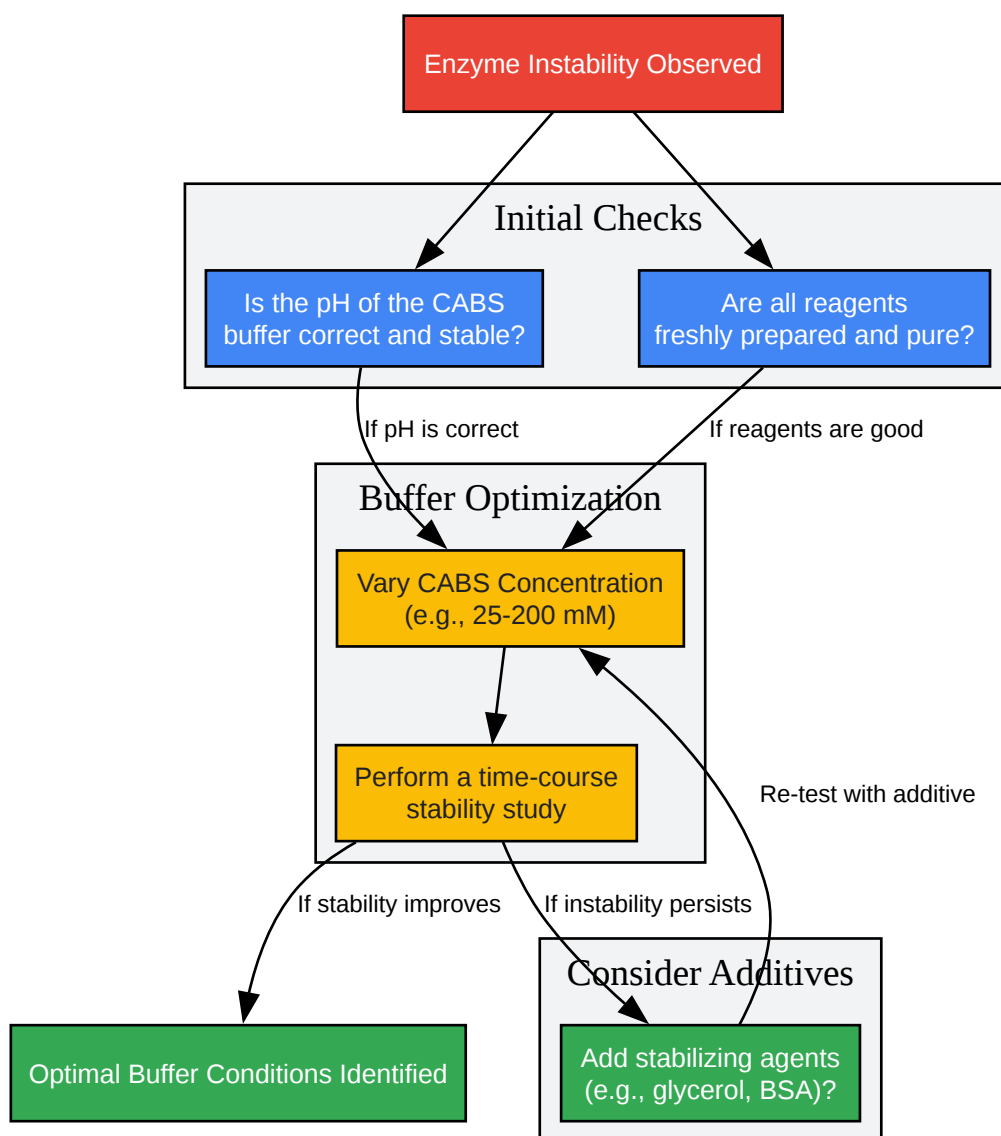 Enzyme Instability Observed
Initial Checks
Is the pH of the CABS
buffer correct and stable?
Are all reagents
freshly prepared and pure?
If pH is correct
If reagents are good
Buffer Optimization
Vary CABS Concentration
(e.g., 25-200 mM)
Perform a time-course
stability study
Re-test with additive
If stability improves
If instability persists
Consider Additives
Optimal Buffer Conditions Identified
Add stabilizing agents
(e.g., glycerol, BSA)?